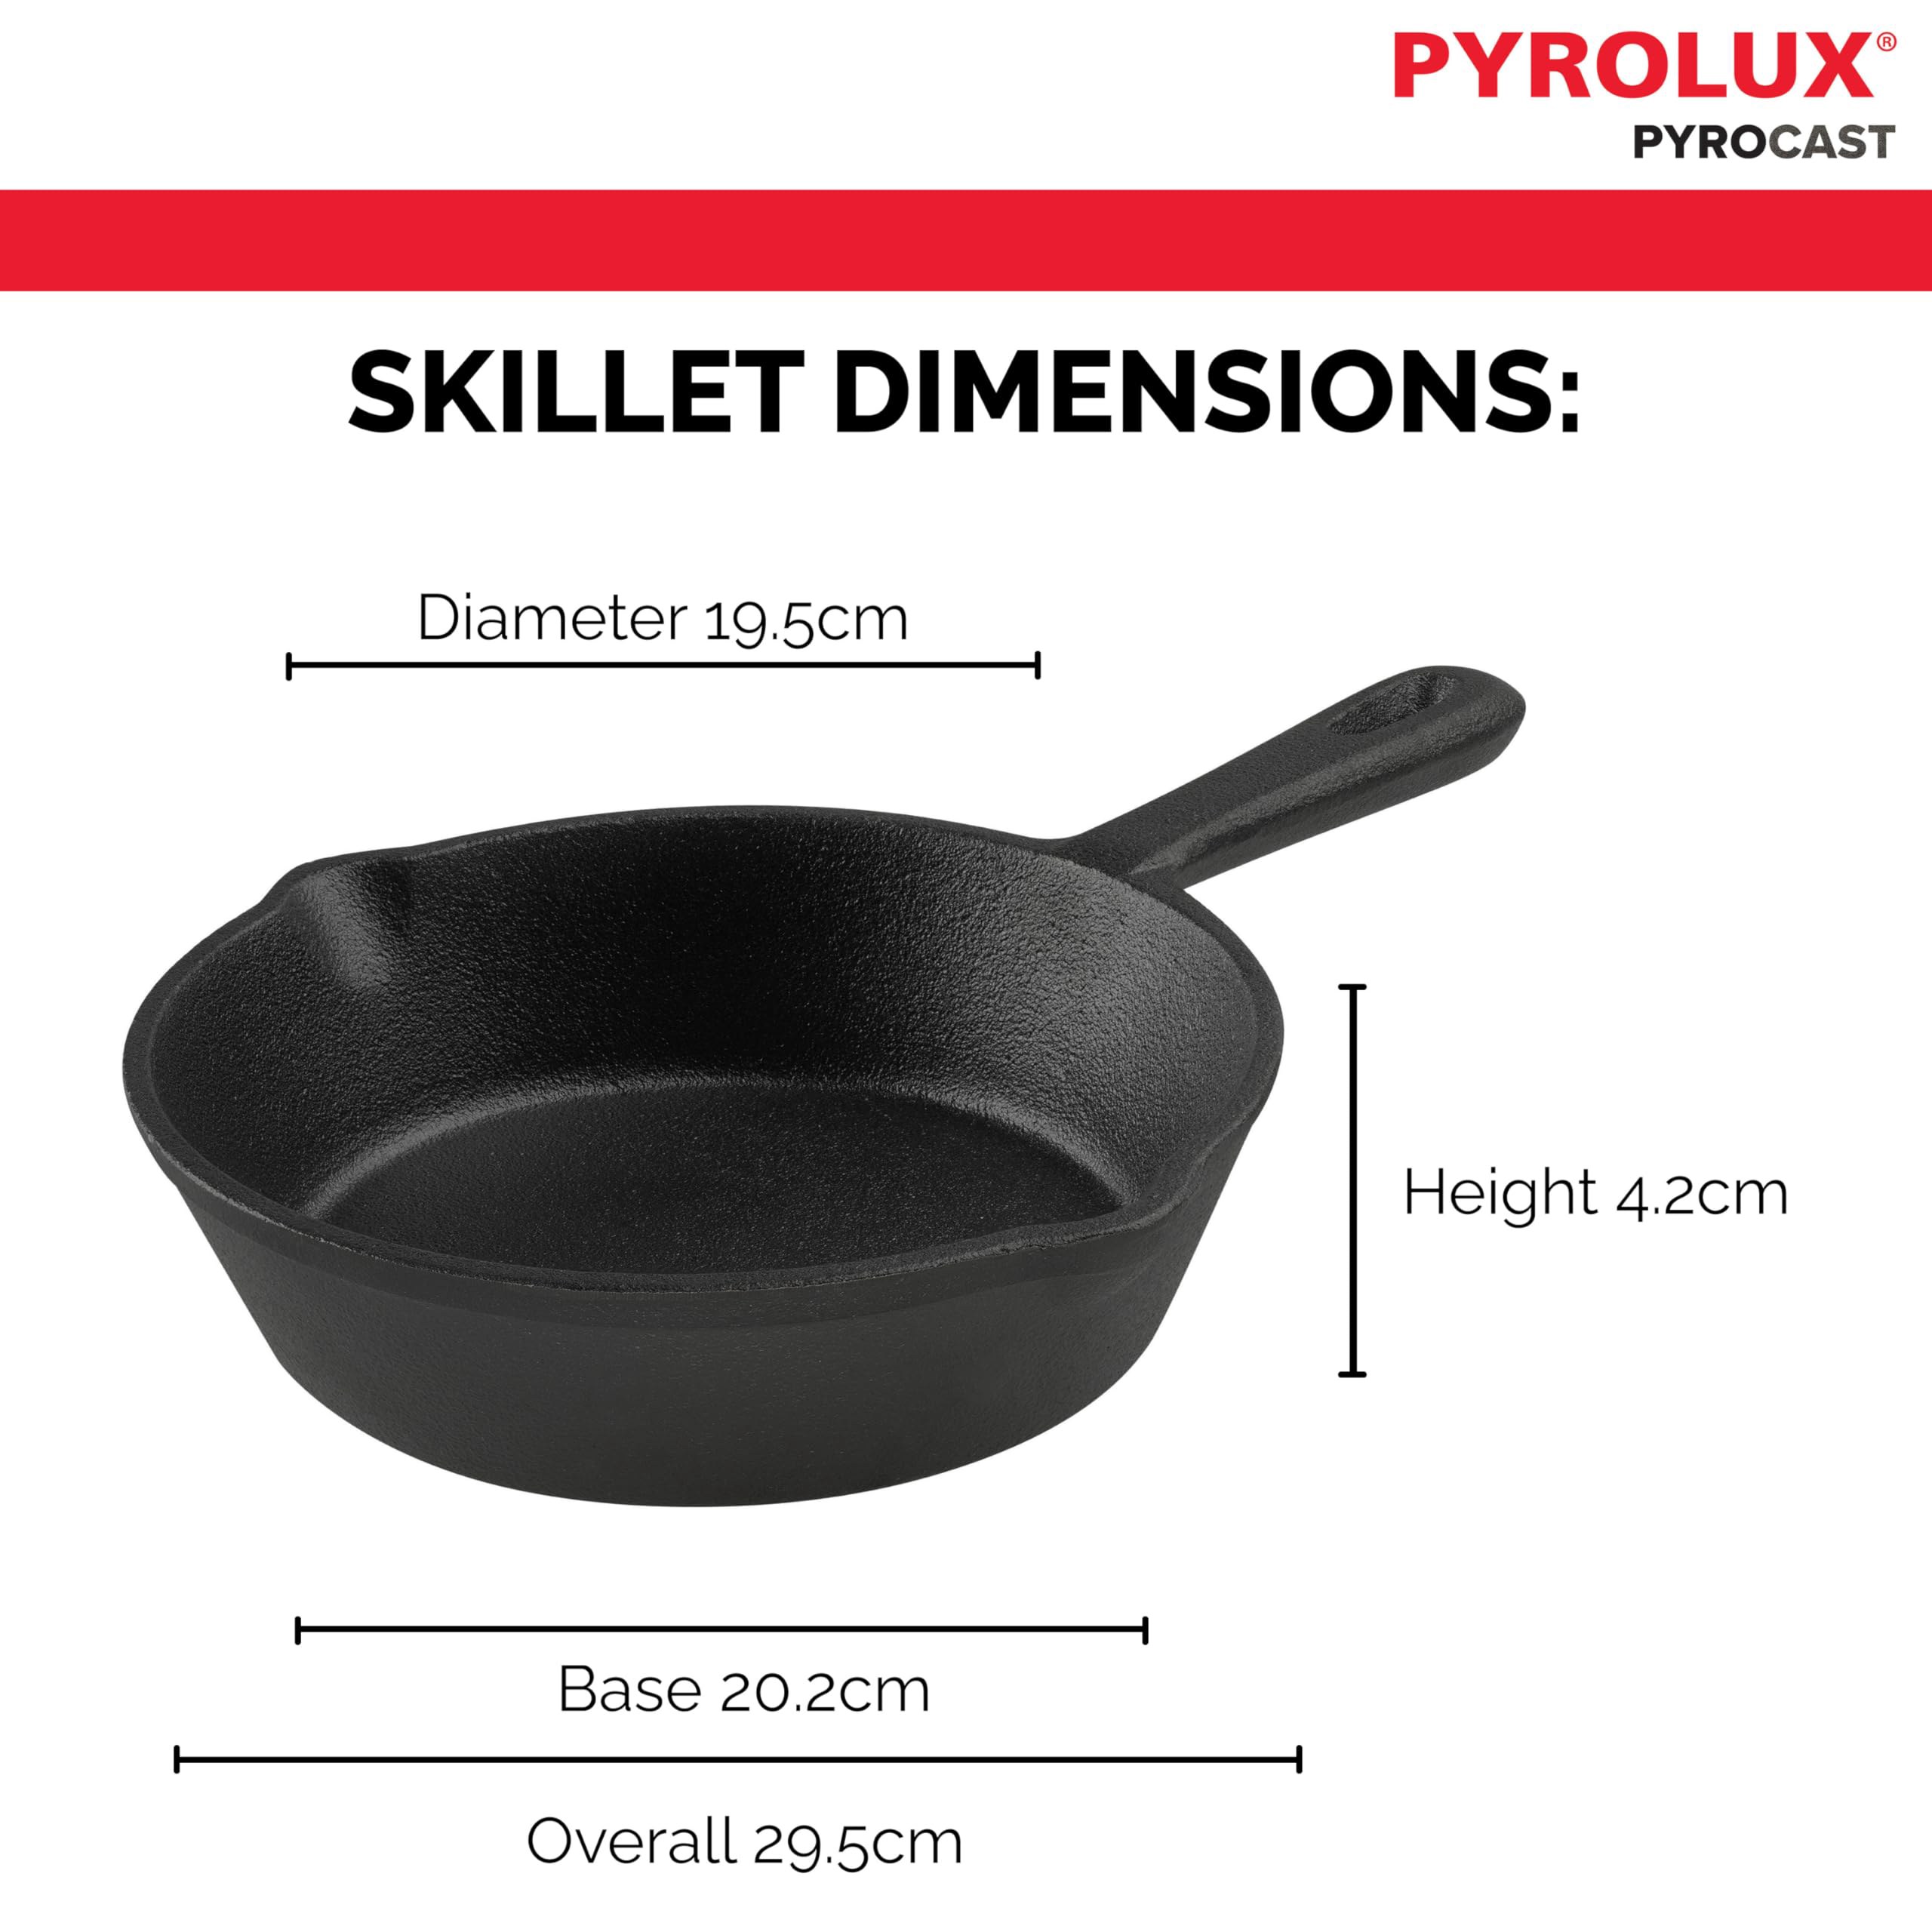 PYROLUX®
PYROCAST
SKILLET DIMENSIONS:
Diameter 19.5cm
Height 4.2cm
Base 20.2cm
Overall 29.5cm